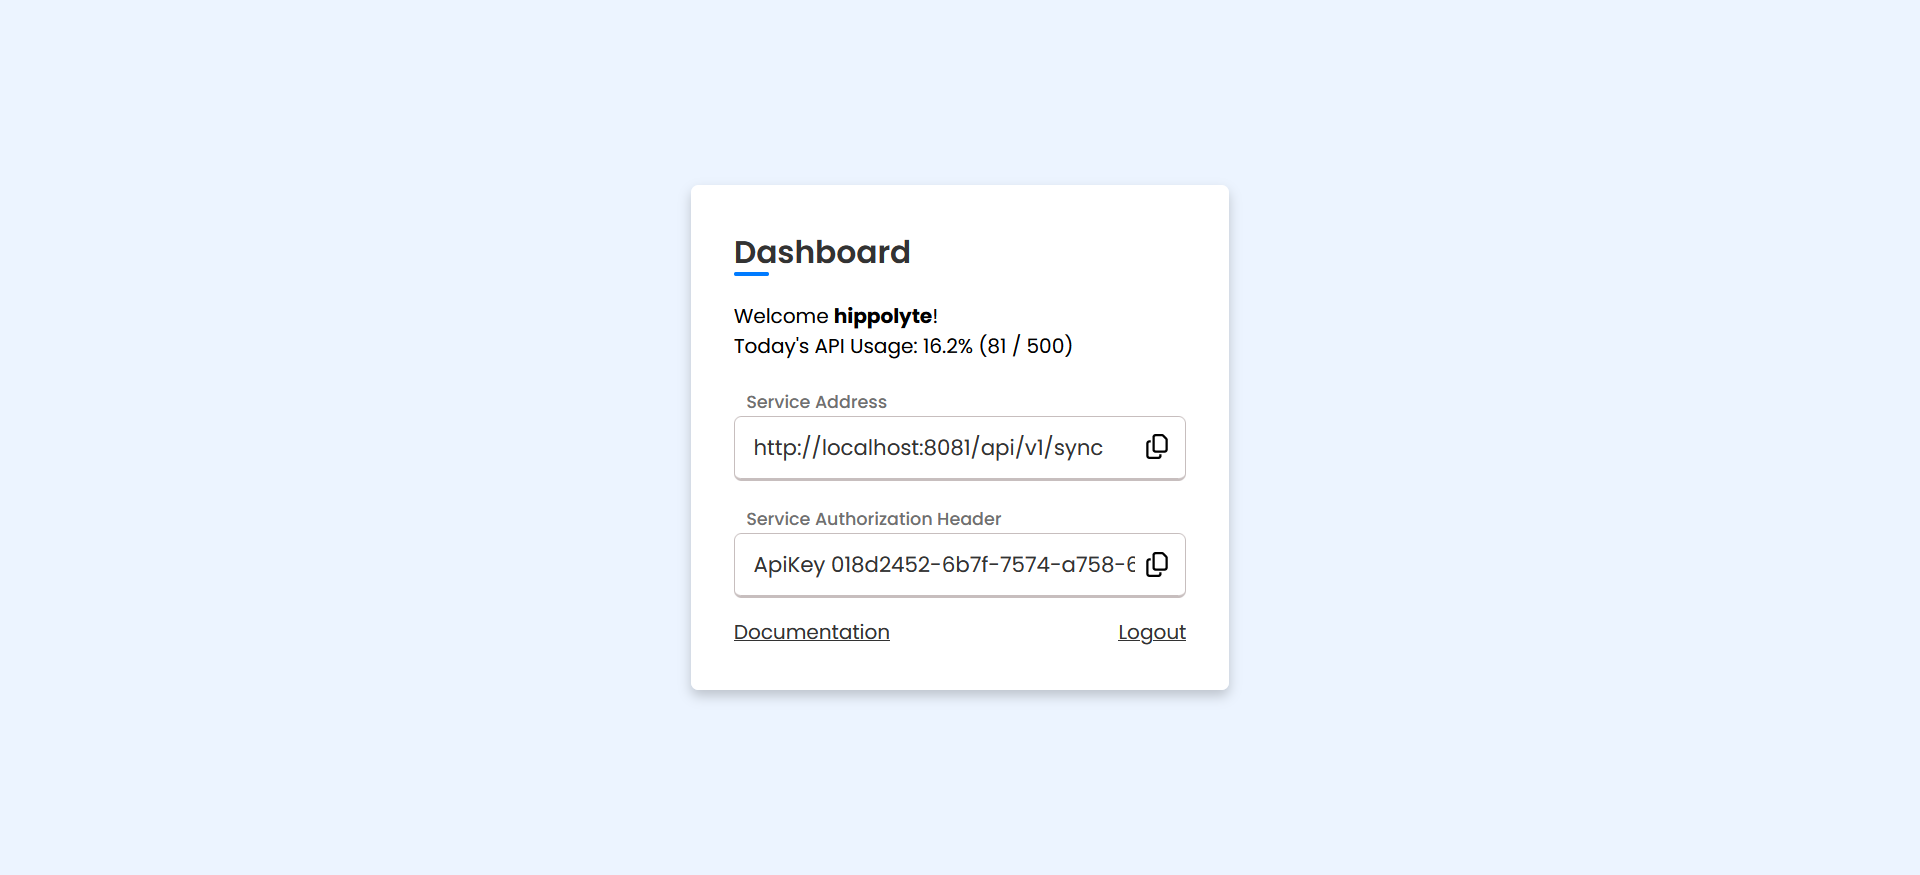 Dashboard
Welcome hippolyte!
Today's API Usage: 16.2% (81 / 500)
Service Address
http://localhost:8081/api/v1/sync
Service Authorization Header
ApiKey 018d2452-6b7f-7574-a758-6
Documentation
Logout